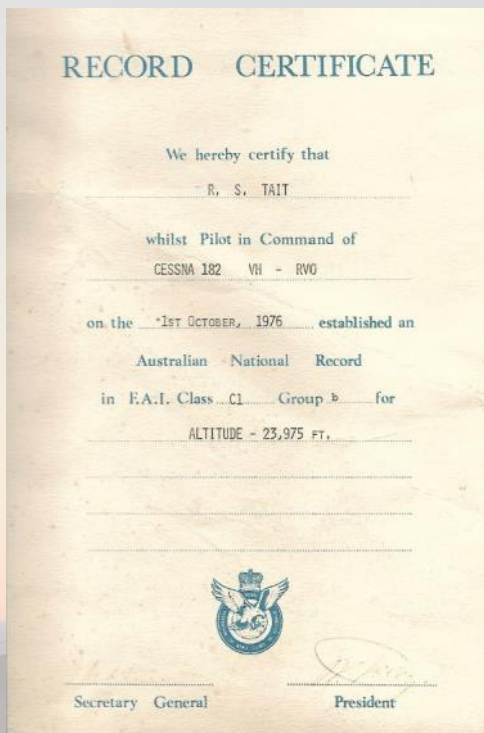 RECORD CERTIFICATE
We hereby certify that
R. S. TAIT
whilst Pilot in Command of
CESSNA 182 VH - RVO
on the 1ST OCTOBER, 1976 established an
Australian National Record
in F.A.I. Class C1 Group b for
ALTITUDE - 23,975 FT.
Secretary General President